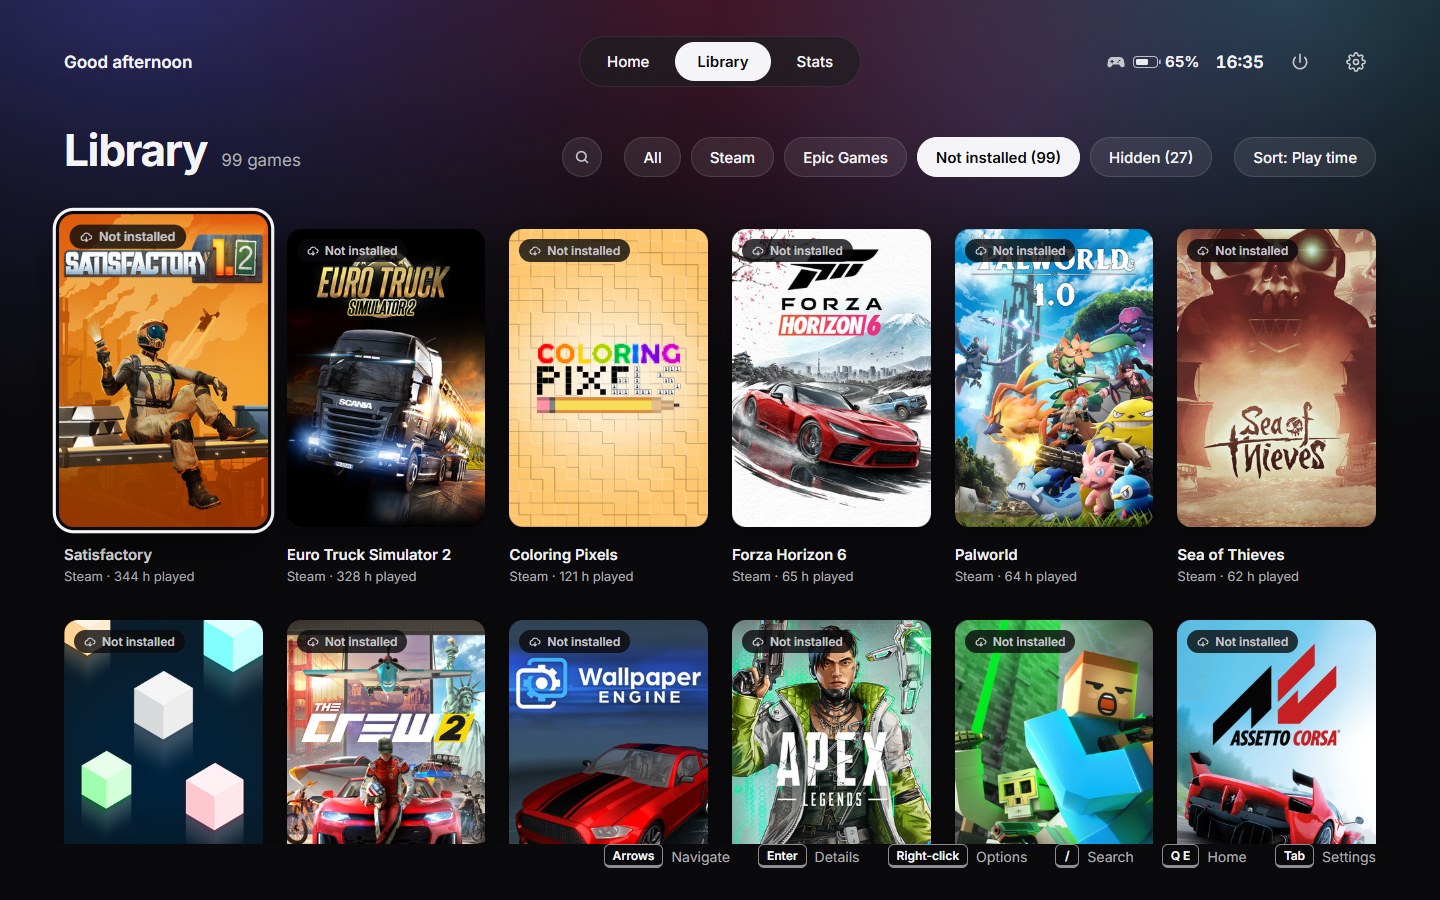 Good afternoon
Home
Library
Stats
65%
16:35
Library
99 games
All
Steam
Epic Games
Not installed (99)
Hidden (27)
Sort: Play time
Not installed
SATISFACTORY 1.2
Not installed
EURO TRUCK
SIMULATOR 2
SCANIA
Not installed
COLORING
PIXELS
Not installed
FORZA
HORIZON 6
Not installed
PALWORLD
1.0
Not installed
Sea of
Thieves
Satisfactory
Steam · 344 h played
Euro Truck Simulator 2
Steam · 328 h played
Coloring Pixels
Steam · 121 h played
Forza Horizon 6
Steam · 65 h played
Palworld
Steam · 64 h played
Sea of Thieves
Steam · 62 h played
Not installed
Not installed
THE
CREW 2
Not installed
Wallpaper
ENGINE
Not installed
APEX
LEGENDS
Not installed
Not installed
ASSETTO CORSA
Arrows
Navigate
Enter
Details
Right-click
Options
/
Search
Q E
Home
Tab
Settings